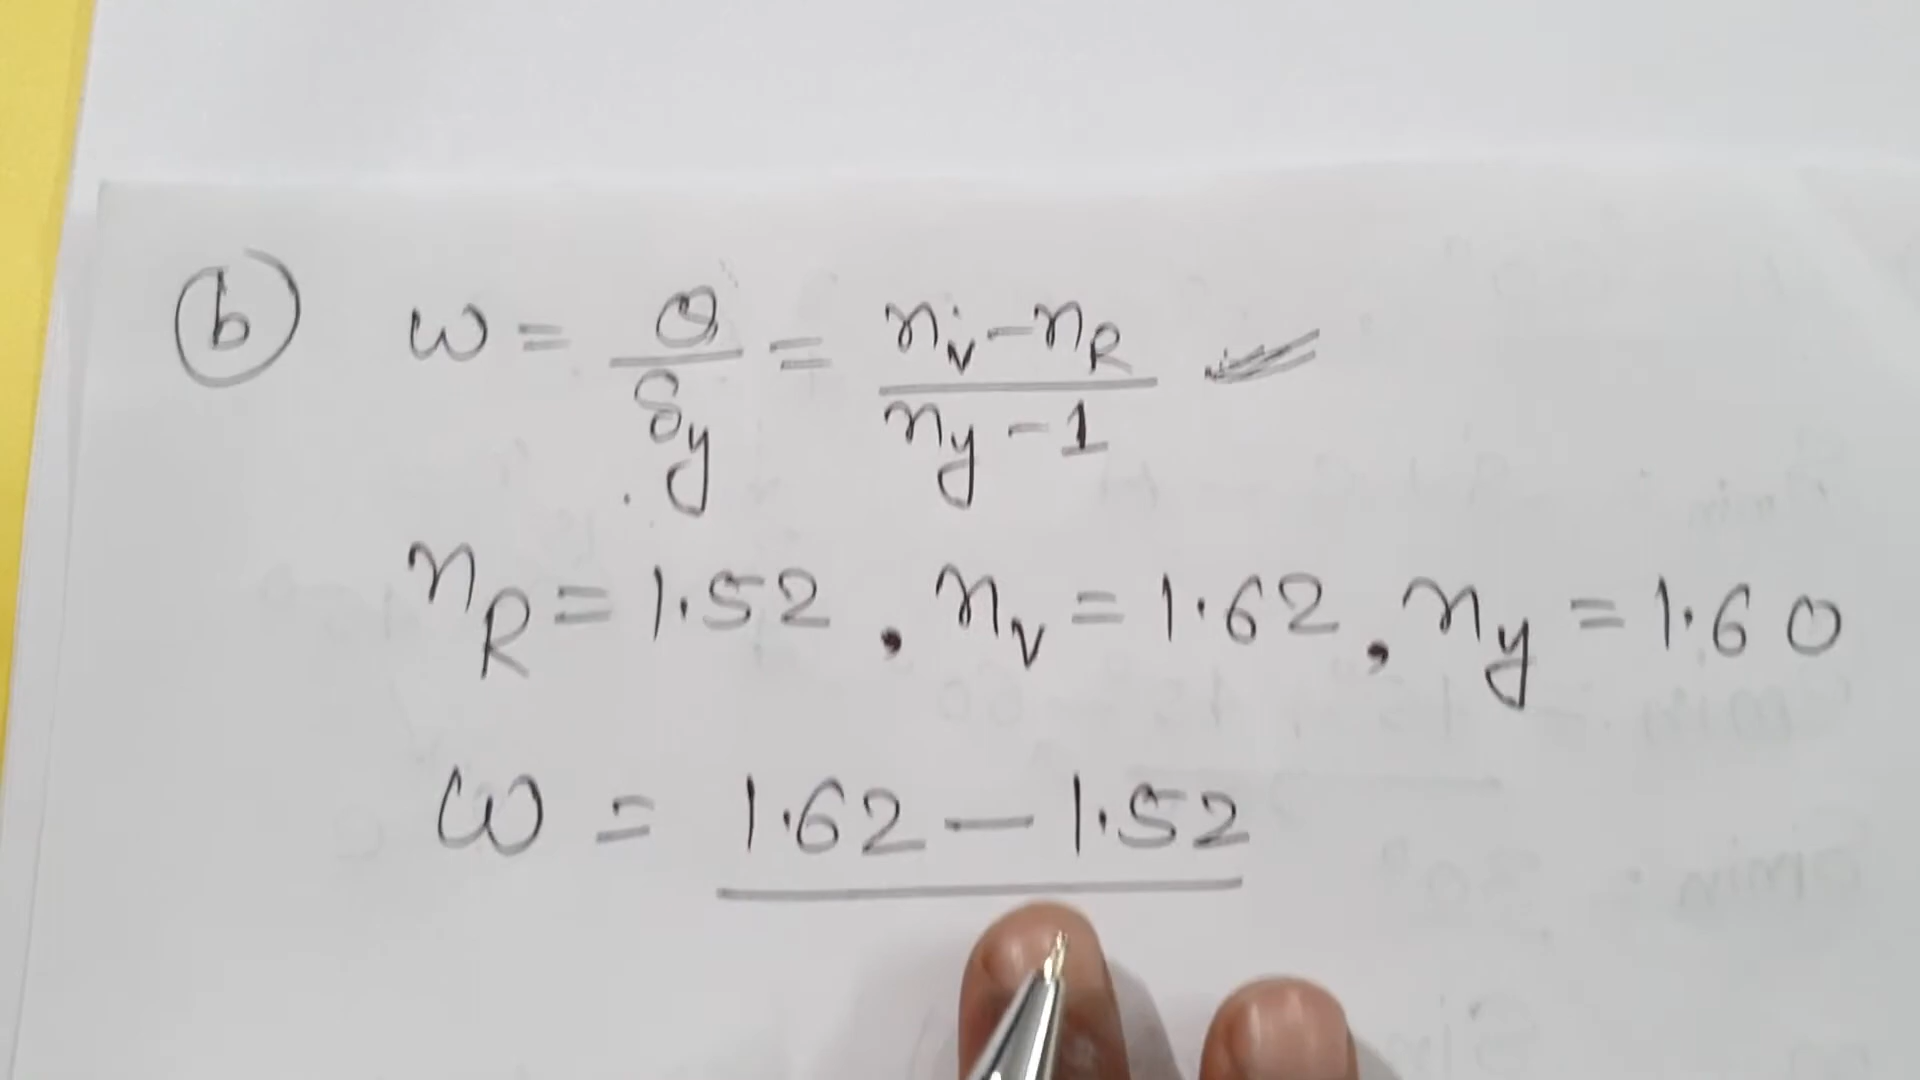 ⓑ ω = θ/δy = nv-nR/ny-1
nR = 1.52, nv = 1.62, ny = 1.60
ω = 1.62 - 1.52